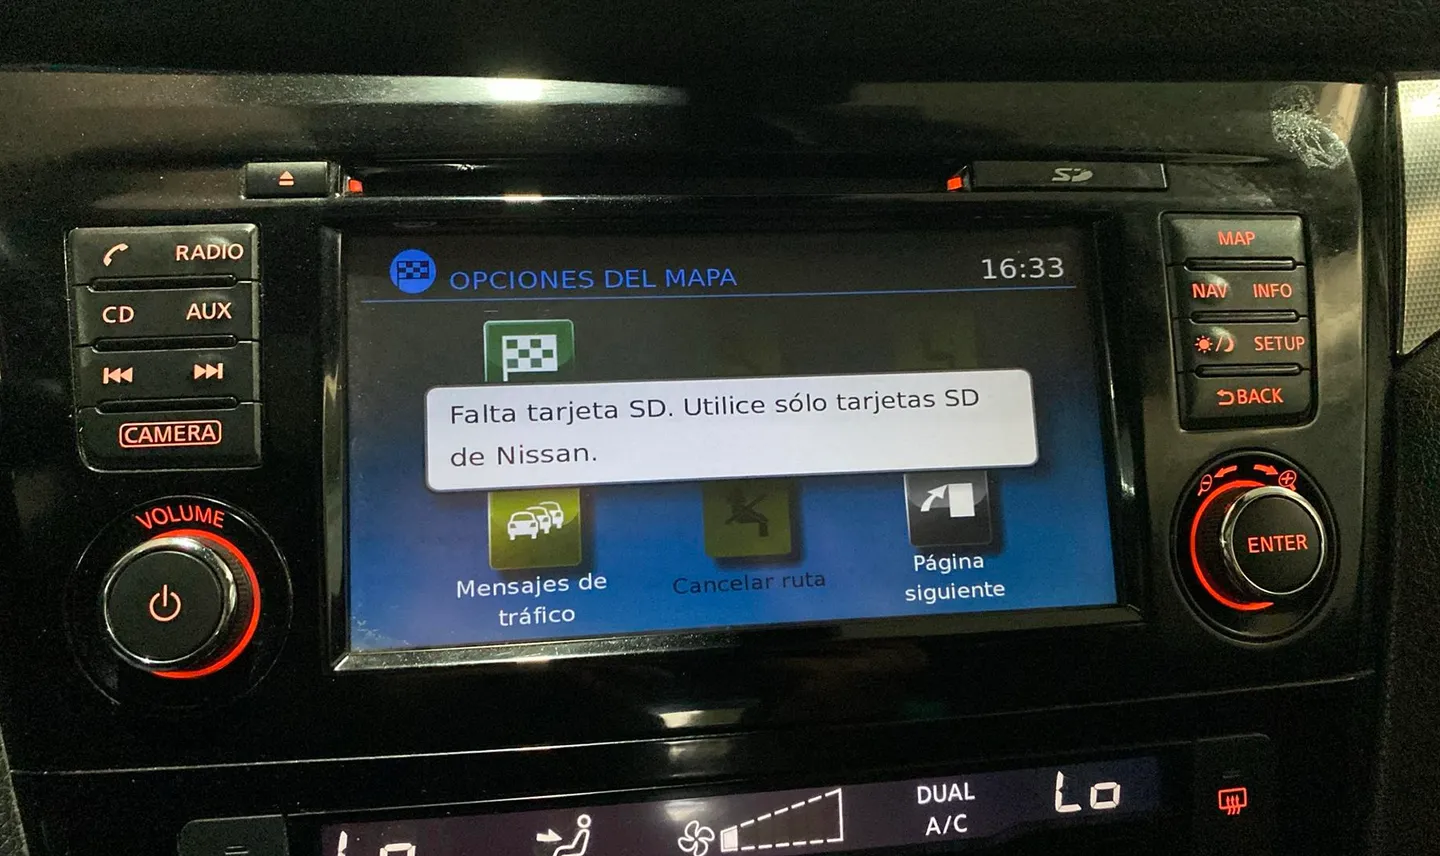 SD
RADIO
CD AUX
CAMERA
VOLUME
OPCIONES DEL MAPA
16:33
Falta tarjeta SD. Utilice sólo tarjetas SD
de Nissan.
Mensajes de
tráfico
Cancelar ruta
Página
siguiente
MAP
NAV INFO
SETUP
BACK
ENTER
DUAL
A/C
Lo
Lo